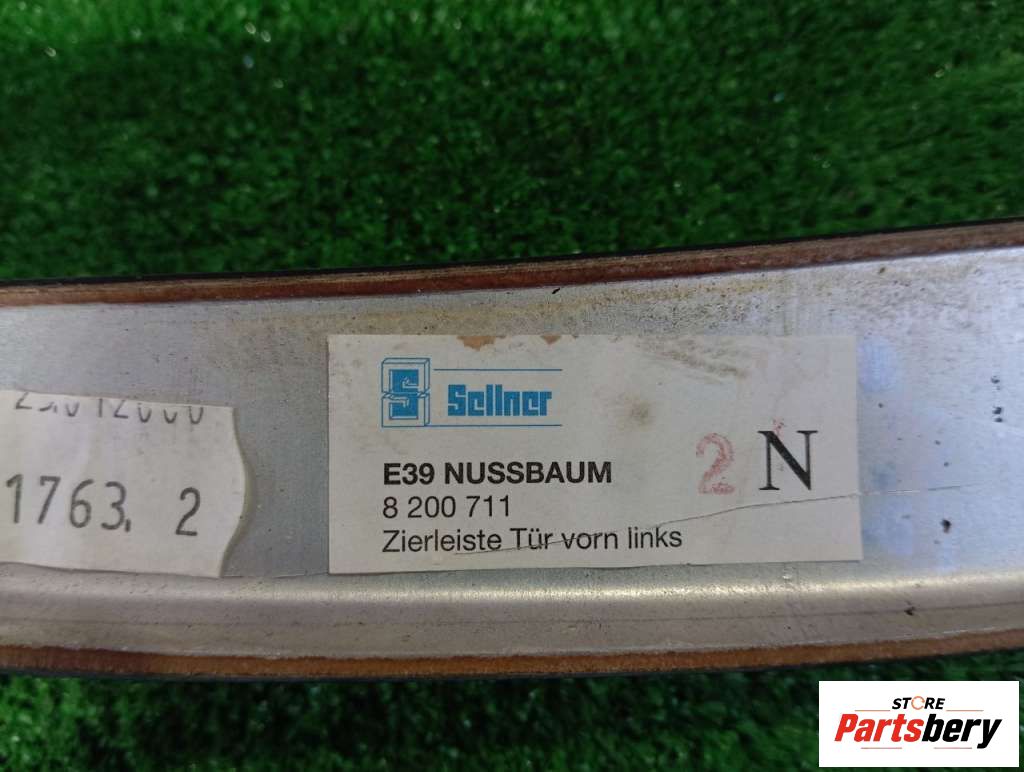 S Sellner
E39 NUSSBAUM
2 N
8 200 711
Zierleiste Tür vorn links
1763. 2
STORE
Partsbery